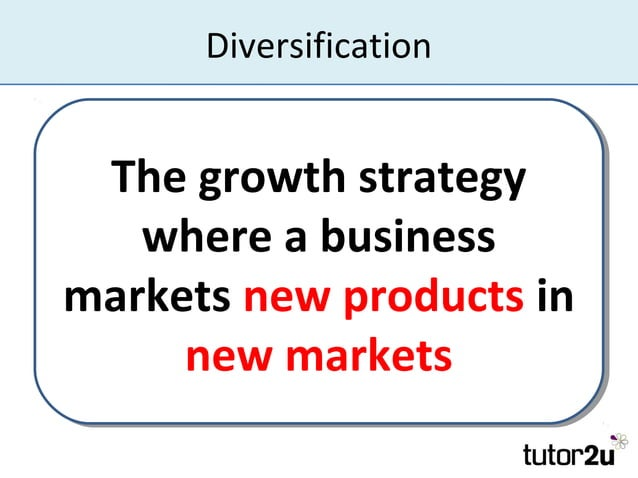 Diversification
The growth strategy
where a business
markets new products in
new markets
tutor2u